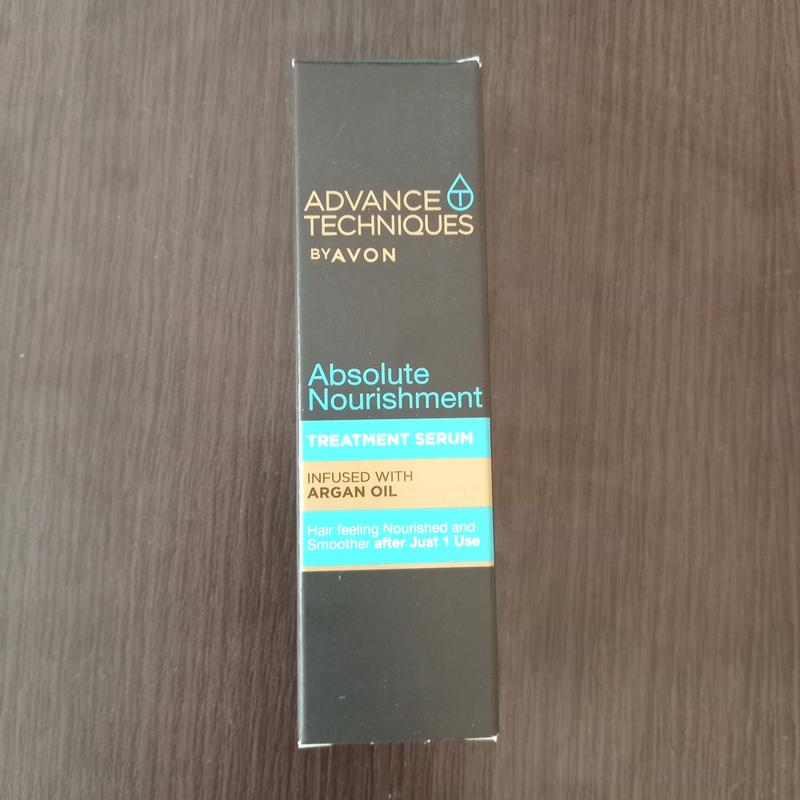 ADVANCE
TECHNIQUES
BY AVON
Absolute
Nourishment
TREATMENT SERUM
INFUSED WITH
ARGAN OIL
Hair feeling Nourished and
Smoother after Just 1 Use